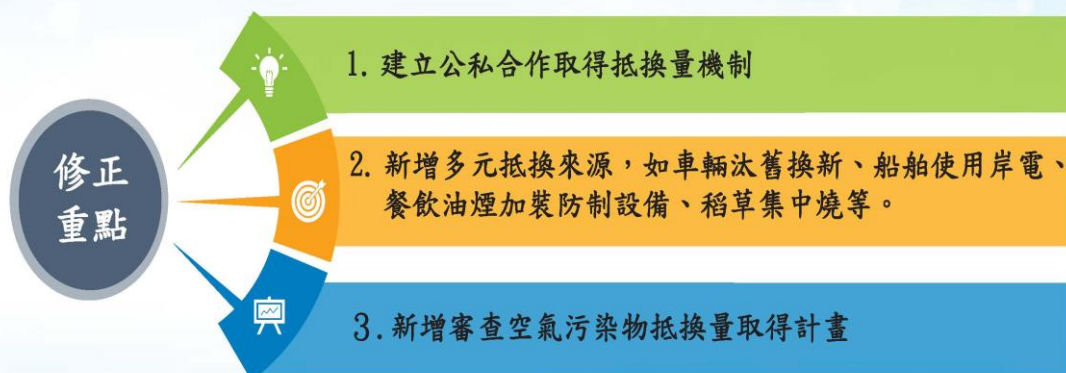 修正
重點
1. 建立公私合作取得抵換量機制
2. 新增多元抵換來源，如車輛汰舊換新、船舶使用岸電、
餐飲油煙加裝防制設備、稻草集中燒等。
3. 新增審查空氣污染物抵換量取得計畫